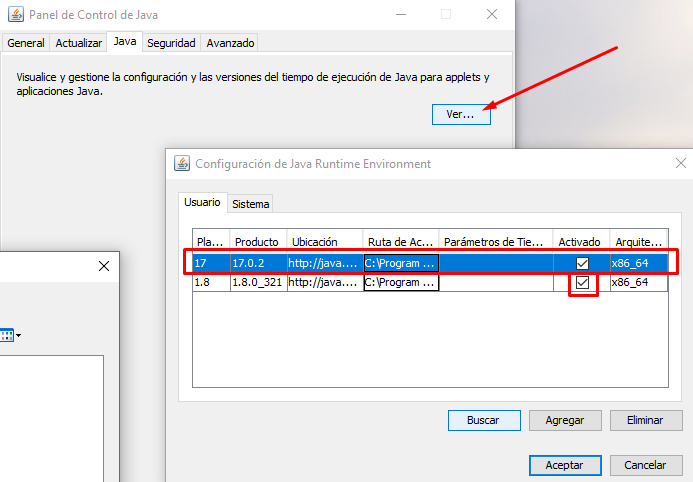 Panel de Control de Java
General Actualizar Java Seguridad Avanzado
Visualice y gestione la configuración y las versiones del tiempo de ejecución de Java para applets y
aplicaciones Java.
Ver...
Configuración de Java Runtime Environment
Usuario Sistema
Pla... Producto Ubicación Ruta de Ac... Parámetros de Tie... Activado Arquite...
17 17.0.2 http://java.... C:\Program ... x86_64
1.8 1.8.0_321 http://java.... C:\Program ... x86_64
Buscar Agregar Eliminar
Aceptar Cancelar